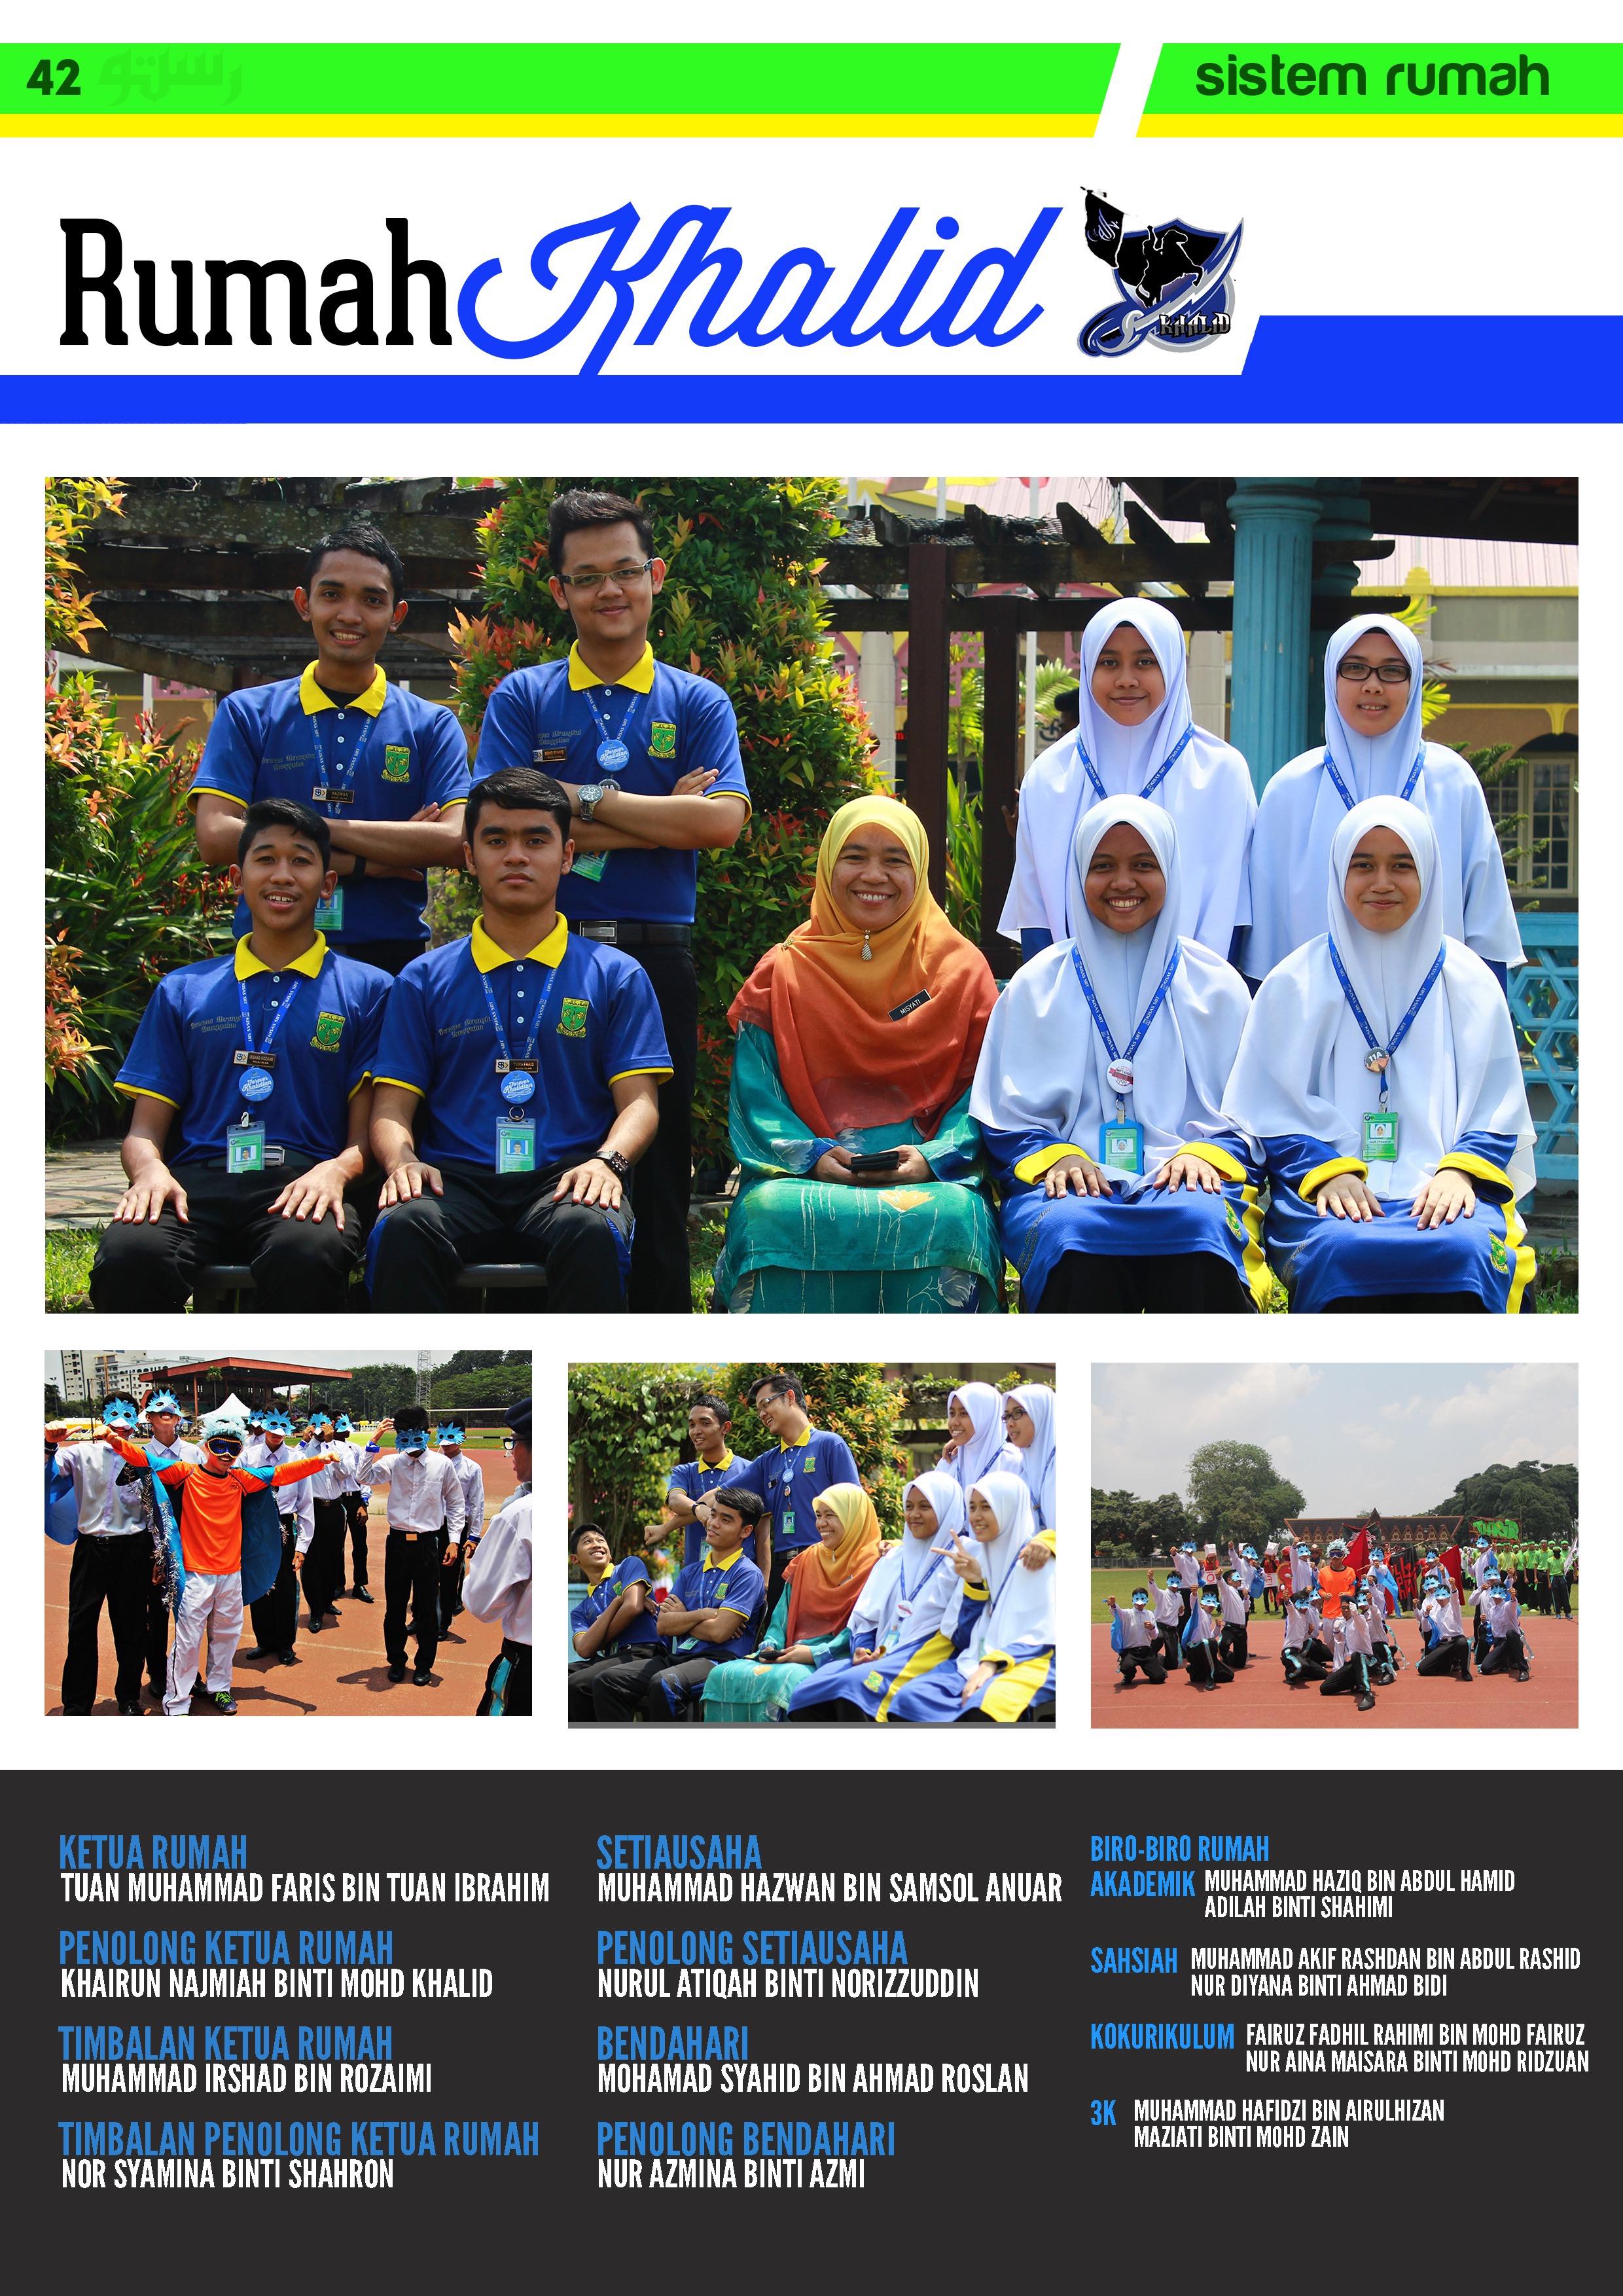 42 رستو
sistem rumah
Rumah Khalid
KHALID
MISYATI
11A
KETUA RUMAH
TUAN MUHAMMAD FARIS BIN TUAN IBRAHIM
PENOLONG KETUA RUMAH
KHAIRUN NAJMIAH BINTI MOHD KHALID
TIMBALAN KETUA RUMAH
MUHAMMAD IRSHAD BIN ROZAIMI
TIMBALAN PENOLONG KETUA RUMAH
NOR SYAMINA BINTI SHAHRON
SETIAUSAHA
MUHAMMAD HAZWAN BIN SAMSOL ANUAR
PENOLONG SETIAUSAHA
NURUL ATIQAH BINTI NORIZZUDDIN
BENDAHARI
MOHAMAD SYAHID BIN AHMAD ROSLAN
PENOLONG BENDAHARI
NUR AZMINA BINTI AZMI
BIRO-BIRO RUMAH
AKADEMIK MUHAMMAD HAZIQ BIN ABDUL HAMID
ADILAH BINTI SHAHIMI
SAHSIAH MUHAMMAD AKIF RASHDAN BIN ABDUL RASHID
NUR DIYANA BINTI AHMAD BIDI
KOKURIKULUM FAIRUZ FADHIL RAHIMI BIN MOHD FAIRUZ
NUR AINA MAISARA BINTI MOHD RIDZUAN
3K MUHAMMAD HAFIDZI BIN AIRULHIZAN
MAZIATI BINTI MOHD ZAIN